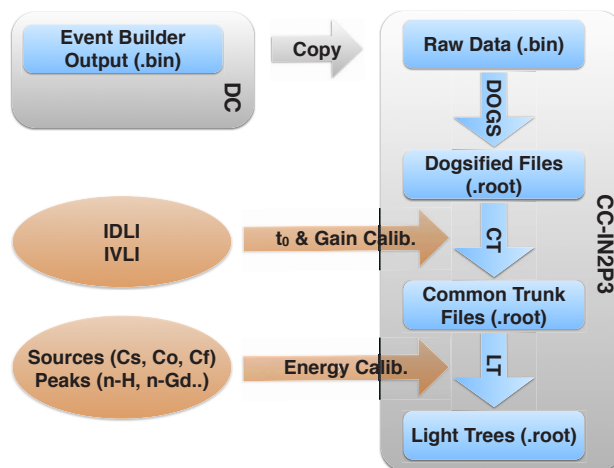 Event Builder
Output (.bin)
DC
Copy
Raw Data (.bin)
DOGS
Dogsified Files
(.root)
IDLI
IVLI
t₀ & Gain Calib.
CT
CC-IN2P3
Common Trunk
Files (.root)
Sources (Cs, Co, Cf)
Peaks (n-H, n-Gd..)
Energy Calib.
LT
Light Trees (.root)